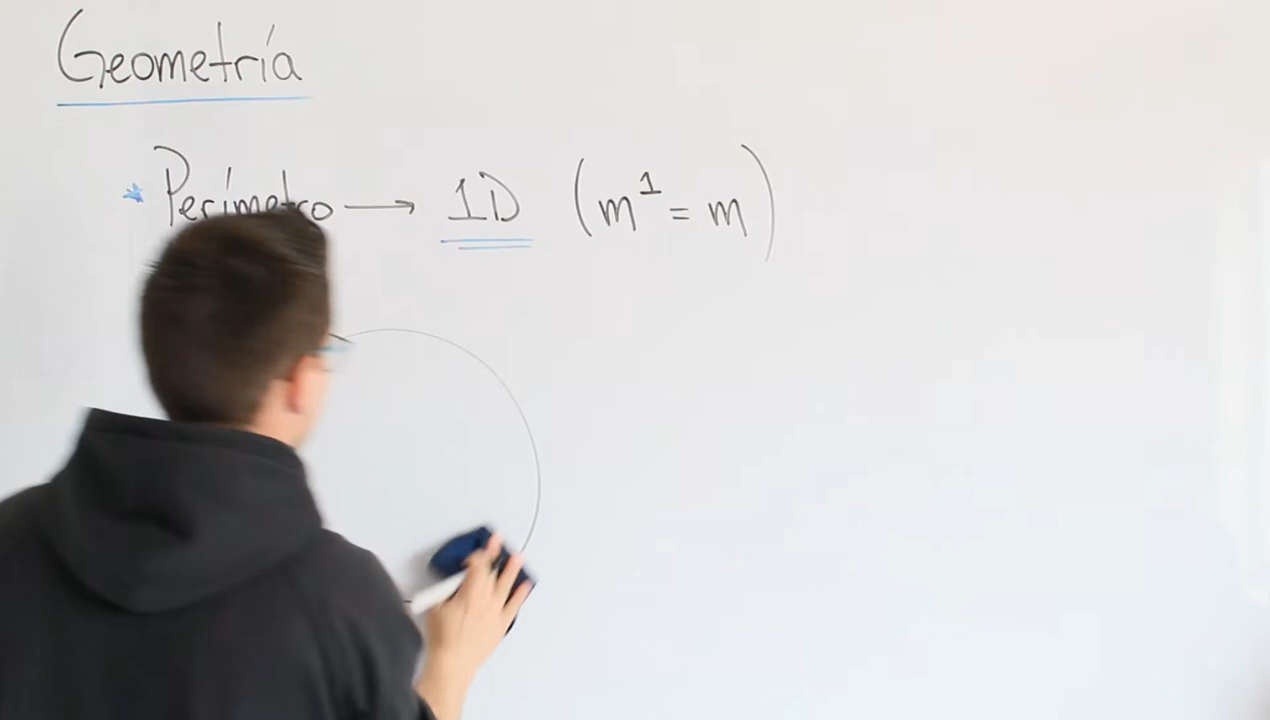 Geometría
* Perímetro → 1D (m¹ = m)